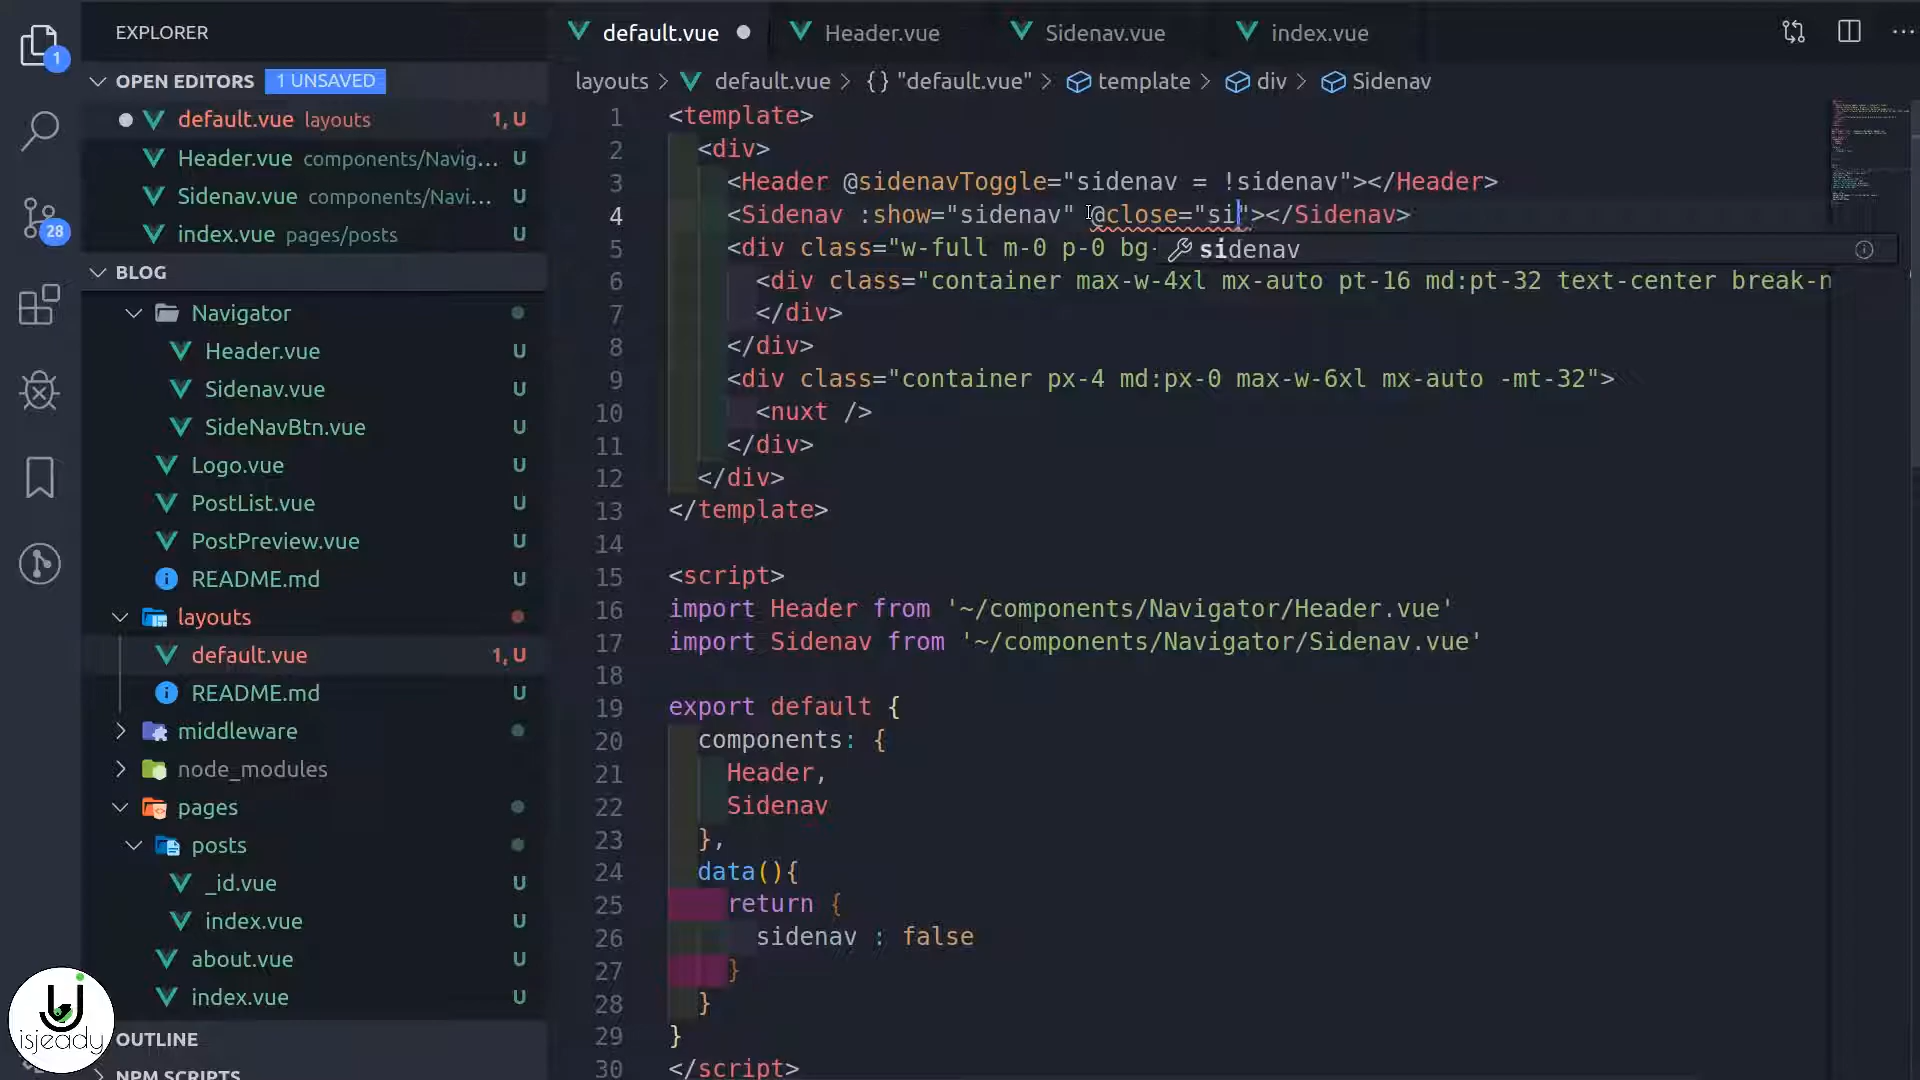 EXPLORER
OPEN EDITORS 1 UNSAVED
default.vue layouts 1, U
Header.vue components/Navig... U
Sidenav.vue components/Navi... U
index.vue pages/posts U
BLOG
Navigator
Header.vue U
Sidenav.vue U
SideNavBtn.vue U
Logo.vue U
PostList.vue U
PostPreview.vue U
README.md U
layouts
default.vue 1, U
README.md U
middleware
node_modules
pages
posts
_id.vue U
index.vue U
about.vue U
index.vue U
OUTLINE
NPM SCRIPTS
1
28
isjeady
default.vue Header.vue Sidenav.vue index.vue
layouts > default.vue > {} "default.vue" > template > div > Sidenav
1 <template>
2 <div>
3 <Header @sidenavToggle="sidenav = !sidenav"></Header>
4 <Sidenav :show="sidenav" @close="si"></Sidenav>
5 <div class="w-full m-0 p-0 bg-
sidenav
6 <div class="container max-w-4xl mx-auto pt-16 md:pt-32 text-center break-n
7 </div>
8 </div>
9 <div class="container px-4 md:px-0 max-w-6xl mx-auto -mt-32">
10 <nuxt />
11 </div>
12 </div>
13 </template>
14
15 <script>
16 import Header from '~/components/Navigator/Header.vue'
17 import Sidenav from '~/components/Navigator/Sidenav.vue'
18
19 export default {
20 components: {
21 Header,
22 Sidenav
23 },
24 data(){
25 return {
26 sidenav : false
27 }
28 }
29 }
30 </script>